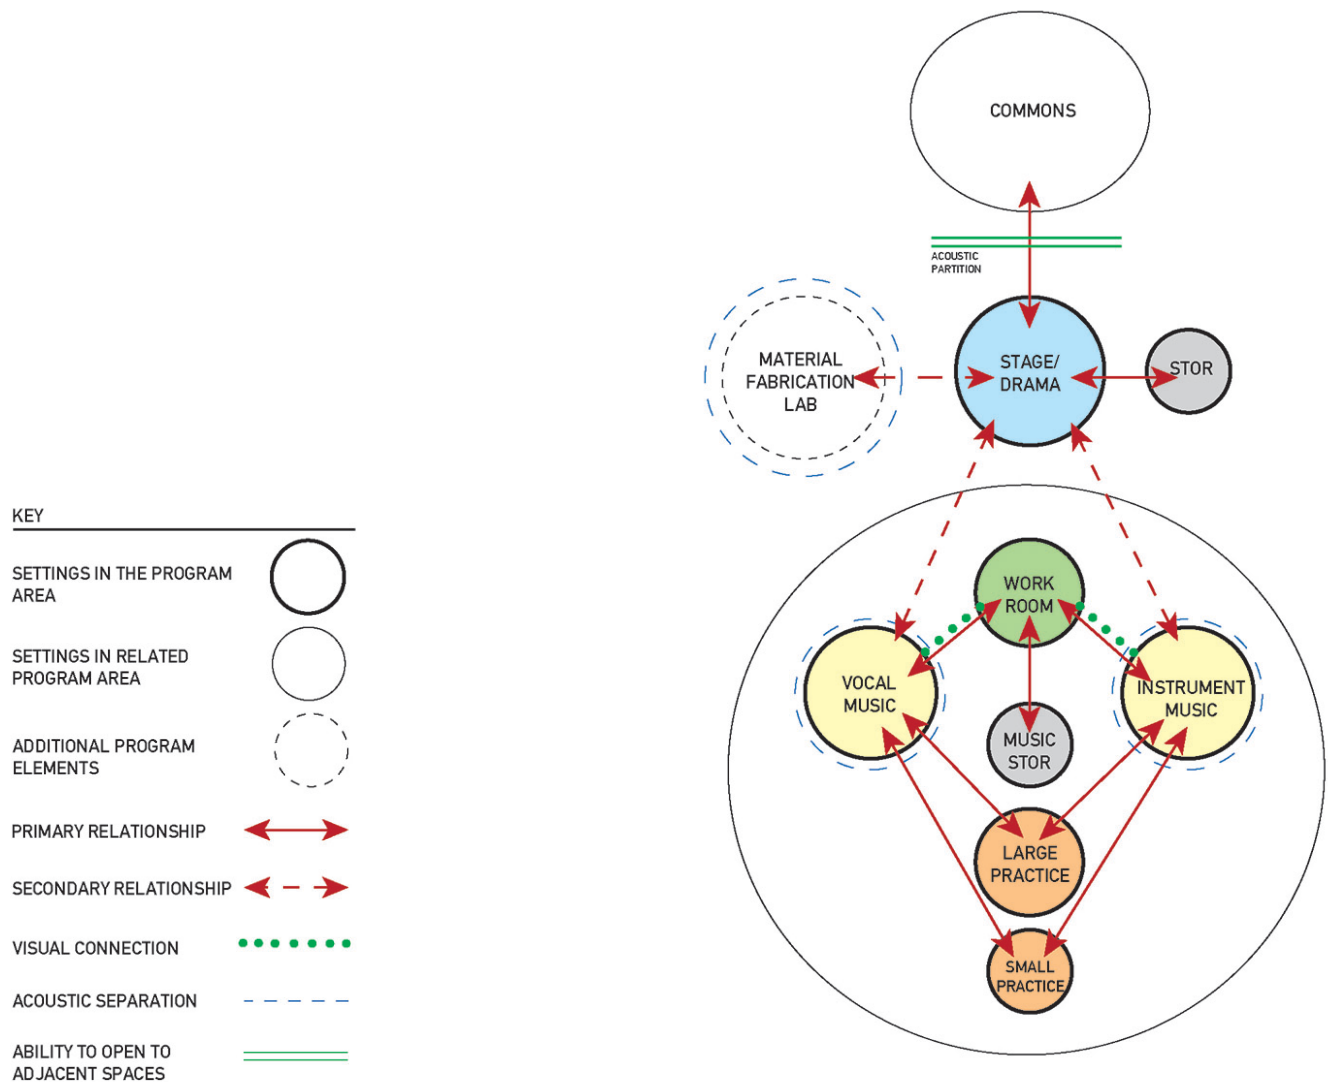 COMMONS
ACOUSTIC
PARTITION
MATERIAL
FABRICATION
LAB
STAGE/
DRAMA
STOR
WORK
ROOM
VOCAL
MUSIC
INSTRUMENT
MUSIC
MUSIC
STOR
LARGE
PRACTICE
SMALL
PRACTICE
KEY
SETTINGS IN THE PROGRAM
AREA
SETTINGS IN RELATED
PROGRAM AREA
ADDITIONAL PROGRAM
ELEMENTS
PRIMARY RELATIONSHIP
SECONDARY RELATIONSHIP
VISUAL CONNECTION
ACOUSTIC SEPARATION
ABILITY TO OPEN TO
ADJACENT SPACES